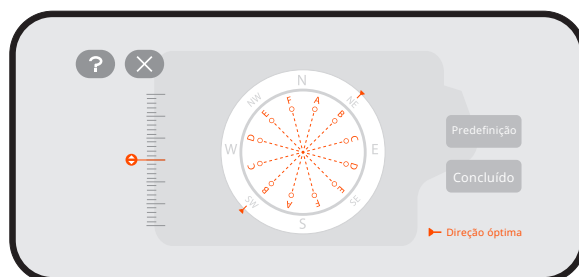 ?
N
NW
NE
F
A
E
B
D
C
W
E
C
D
B
E
A
F
SW
SE
S
Predefinição
Concluído
Direção óptima